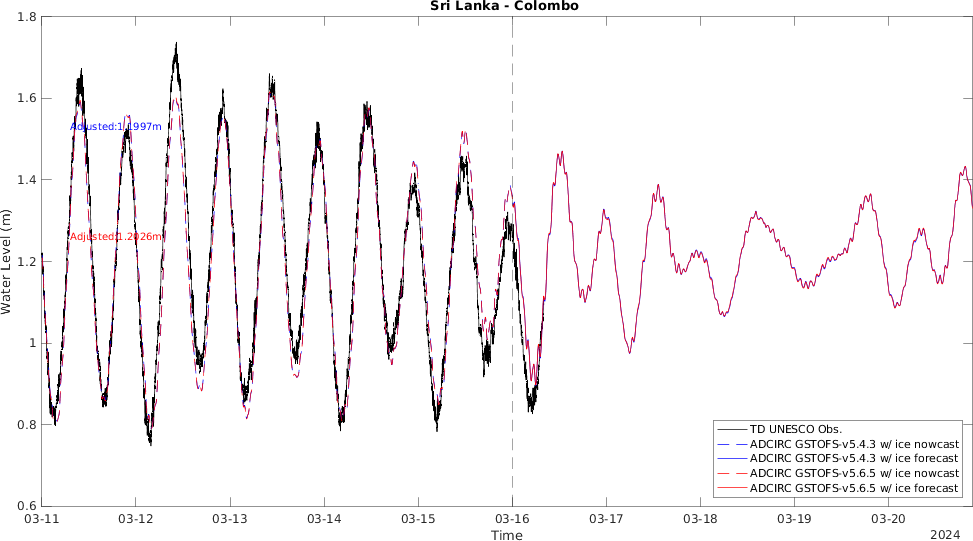 Sri Lanka - Colombo
1.8
1.6
1.4
1.2
1
0.8
0.6
Water Level (m)
Adjusted:1.1997m
Adjusted:1.2026m
TD UNESCO Obs.
ADCIRC GSTOFS-v5.4.3 w/ ice nowcast
ADCIRC GSTOFS-v5.4.3 w/ ice forecast
ADCIRC GSTOFS-v5.6.5 w/ ice nowcast
ADCIRC GSTOFS-v5.6.5 w/ ice forecast
03-11 03-12 03-13 03-14 03-15 03-16 03-17 03-18 03-19 03-20
Time
2024